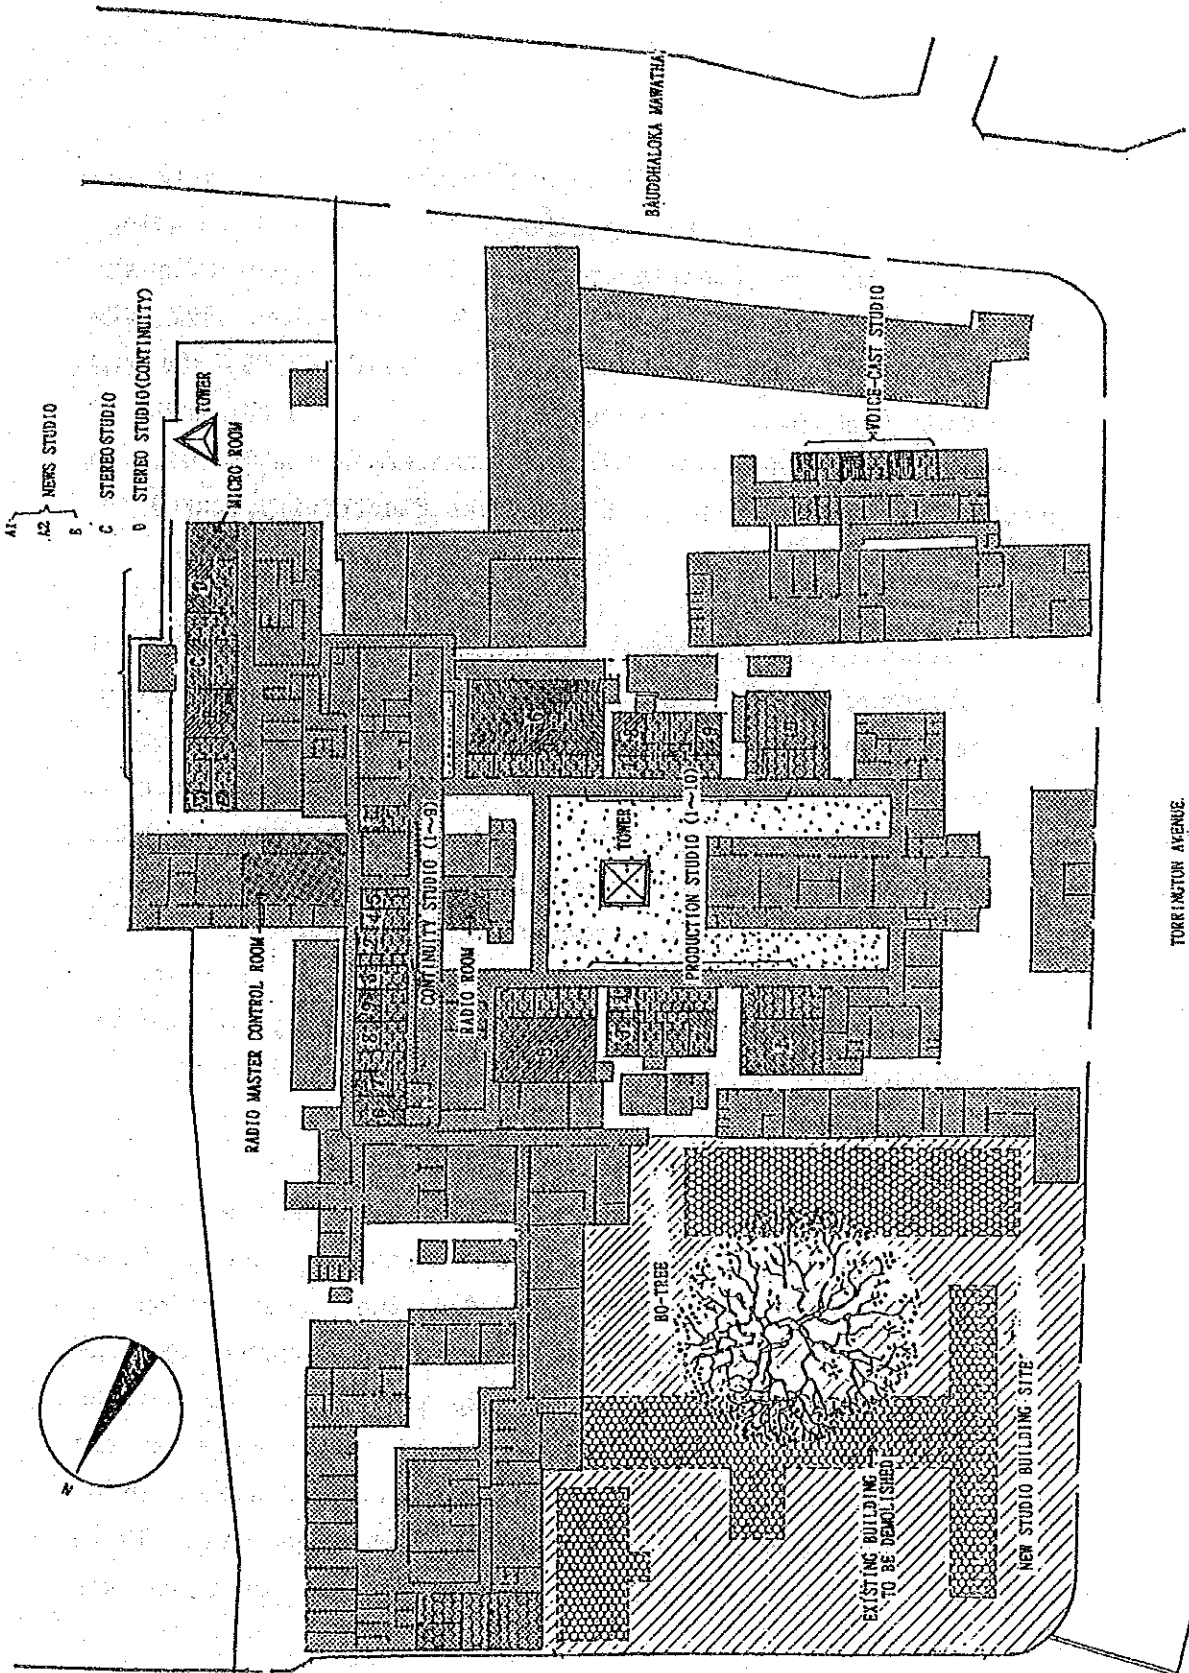 A1
A2 NEWS STUDIO
B
C STEREO STUDIO
D STEREO STUDIO(CONTINUITY)
TOWER
MICRO ROOM
BAUDDHALOKA MAWATHA
VOICE-CAST STUDIO
C
D
RADIO MASTER CONTROL ROOM
CONTINUITY STUDIO (1~9)
RADIO ROOM
TOWER
PRODUCTION STUDIO (1~10)
6
BO-TREE
EXISTING BUILDING
TO BE DEMOLISHED
NEW STUDIO BUILDING SITE
TORRINGTON AVENUE.
N